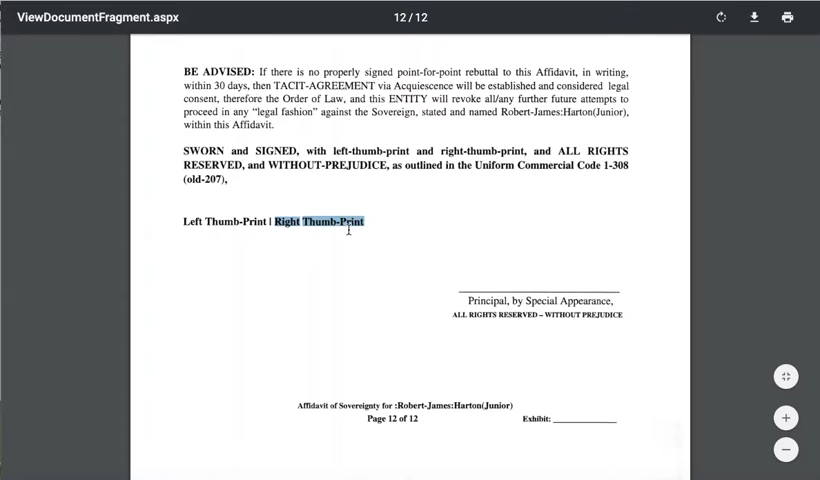 ViewDocumentFragment.aspx
12 / 12
BE ADVISED: If there is no properly signed point-for-point rebuttal to this Affidavit, in writing,
within 30 days, then TACIT-AGREEMENT via Acquiescence will be established and considered legal
consent, therefore the Order of Law, and this ENTITY will revoke all/any further future attempts to
proceed in any “legal fashion” against the Sovereign, stated and named Robert-James:Harton(Junior),
within this Affidavit.
SWORN and SIGNED, with left-thumb-print and right-thumb-print, and ALL RIGHTS
RESERVED, and WITHOUT-PREJUDICE, as outlined in the Uniform Commercial Code 1-308
(old-207),
Left Thumb-Print | Right Thumb-Print
Principal, by Special Appearance,
ALL RIGHTS RESERVED – WITHOUT PREJUDICE
Affidavit of Sovereignty for :Robert-James:Harton(Junior)
Page 12 of 12
Exhibit: ____________